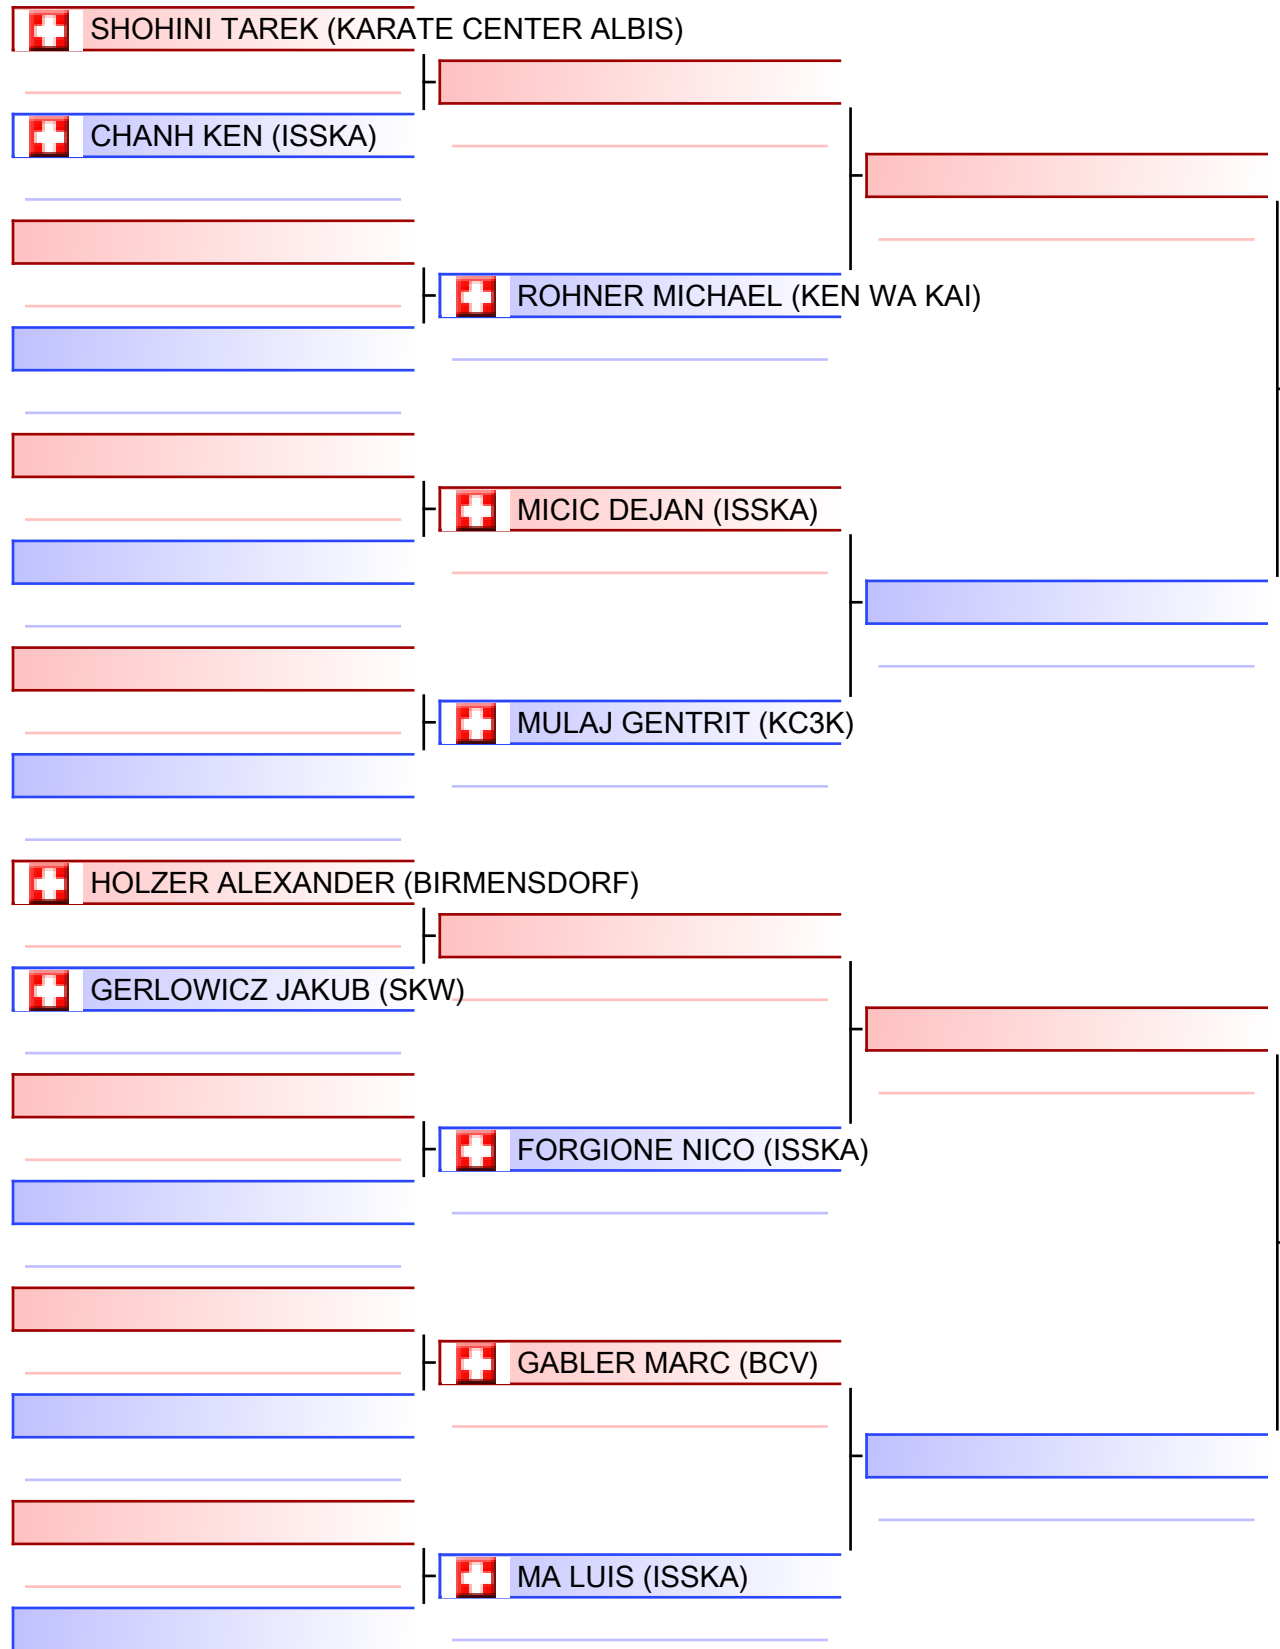 SHOHINI TAREK (KARATE CENTER ALBIS)
CHANH KEN (ISSKA)
ROHNER MICHAEL (KEN WA KAI)
MICIC DEJAN (ISSKA)
MULAJ GENTRIT (KC3K)
HOLZER ALEXANDER (BIRMENSDORF)
GERLOWICZ JAKUB (SKW)
FORGIONE NICO (ISSKA)
GABLER MARC (BCV)
MA LUIS (ISSKA)